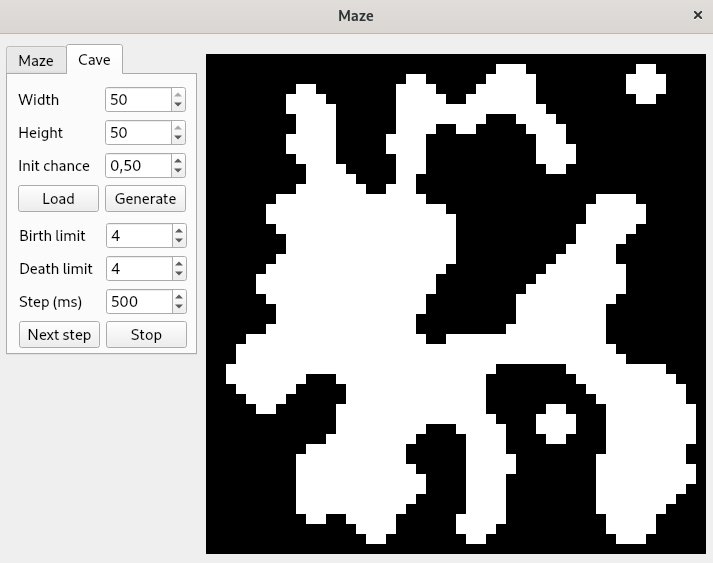 Maze
Maze Cave
Width 50
Height 50
Init chance 0,50
Load Generate
Birth limit 4
Death limit 4
Step (ms) 500
Next step Stop